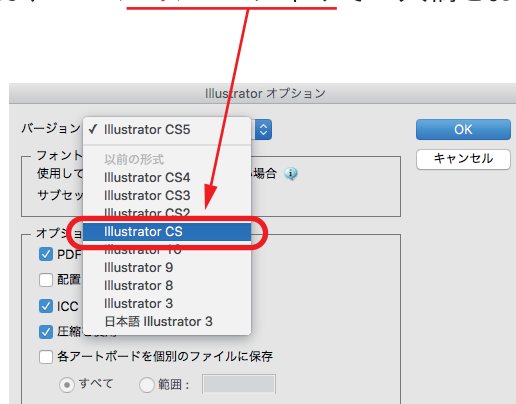 Illustrator オプション
バージョン
✓ Illustrator CS5
OK
以前の形式
キャンセル
フォント
Illustrator CS4
使用して
場合
Illustrator CS3
サブセッ
Illustrator CS2
オプショ
Illustrator CS
PDF
Illustrator 10
配置
Illustrator 9
Illustrator 8
ICC
Illustrator 3
圧縮
日本語 Illustrator 3
各アートボードを個別のファイルに保存
すべて
範囲：